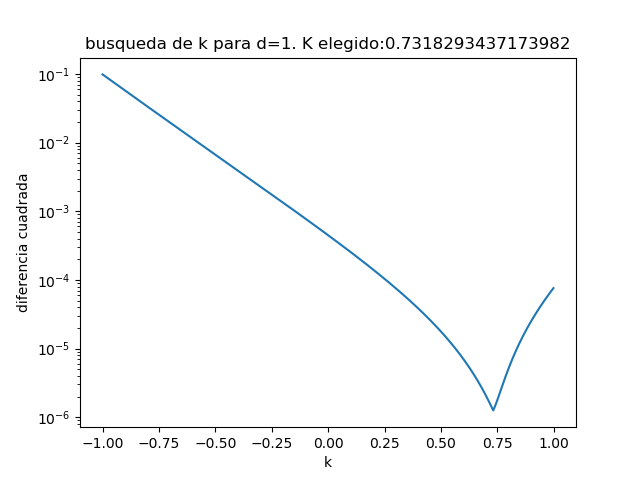 busqueda de k para d=1. K elegido:0.7318293437173982
10⁻¹
10⁻²
10⁻³
10⁻⁴
10⁻⁵
10⁻⁶
diferencia cuadrada
−1.00 −0.75 −0.50 −0.25 0.00 0.25 0.50 0.75 1.00
k